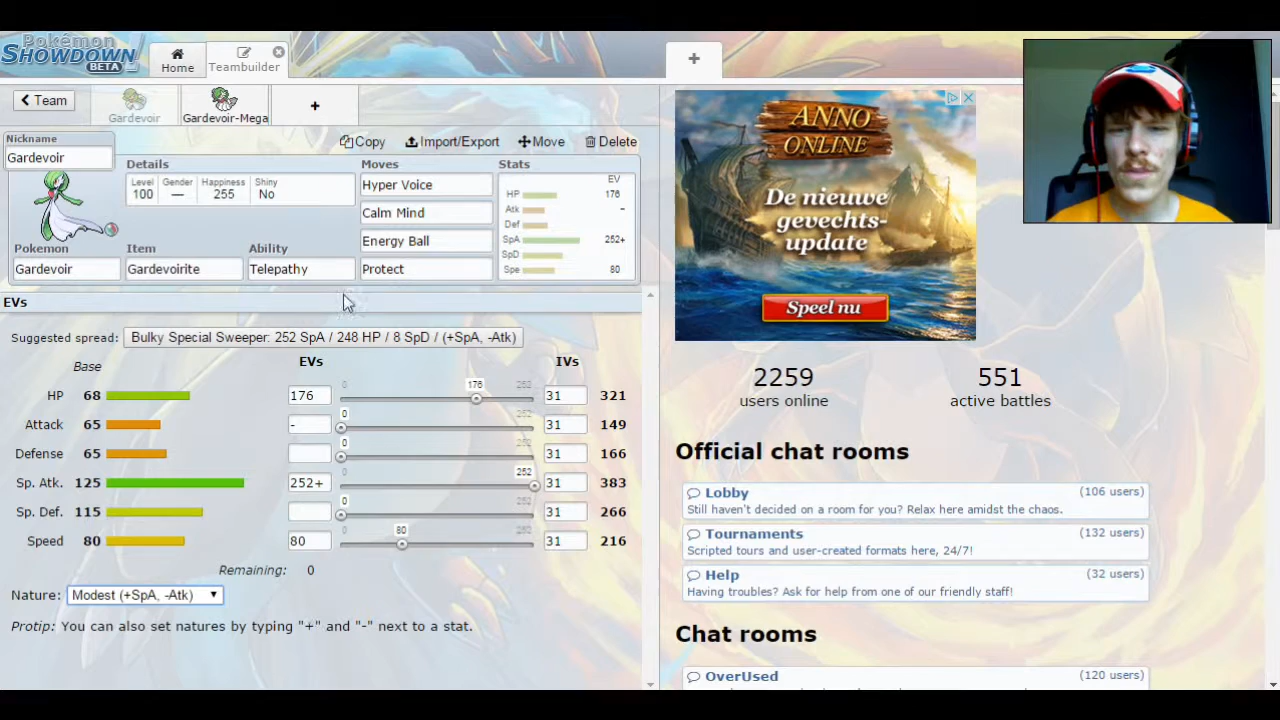 Pokémon
SHOWDOWN
BETA
Home
Teambuilder
+
< Team
Gardevoir
Gardevoir-Mega
+
Nickname
Gardevoir
Copy
Import/Export
Move
Delete
Details
Level
100
Gender
—
Happiness
255
Shiny
No
Moves
Hyper Voice
Calm Mind
Energy Ball
Protect
Stats
EV
HP 176
Atk -
Def
SpA 252+
SpD
Spe 80
Pokemon
Gardevoir
Item
Gardevoirite
Ability
Telepathy
EVs
Suggested spread: Bulky Special Sweeper: 252 SpA / 248 HP / 8 SpD / (+SpA, -Atk)
Base EVs IVs
HP 68 176 0 176 252 31 321
Attack 65 - 0 252 31 149
Defense 65 0 252 31 166
Sp. Atk. 125 252+ 0 252 31 383
Sp. Def. 115 0 252 31 266
Speed 80 80 0 80 252 31 216
Remaining: 0
Nature: Modest (+SpA, -Atk)
Protip: You can also set natures by typing "+" and "-" next to a stat.
ANNO
ONLINE
De nieuwe
gevechts-
update
Speel nu
2259
users online
551
active battles
Official chat rooms
Lobby (106 users)
Still haven't decided on a room for you? Relax here amidst the chaos.
Tournaments (132 users)
Scripted tours and user-created formats here, 24/7!
Help (32 users)
Having troubles? Ask for help from one of our friendly staff!
Chat rooms
OverUsed (120 users)